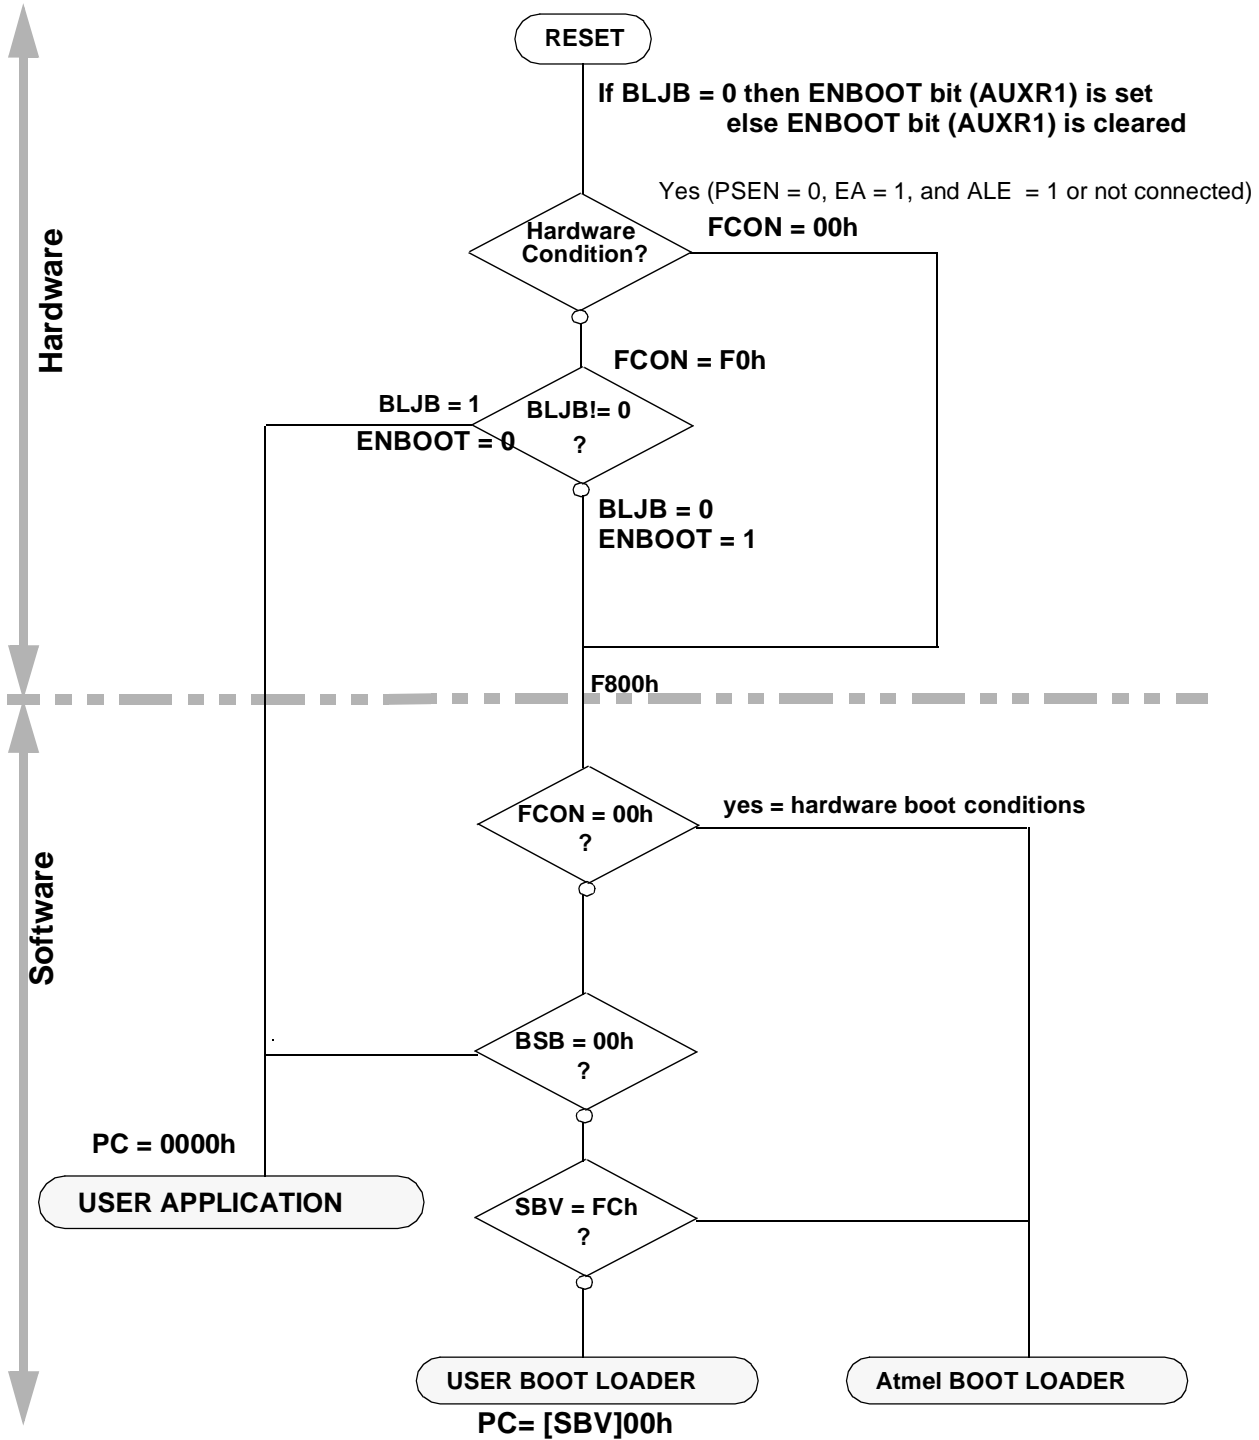 RESET
If BLJB = 0 then ENBOOT bit (AUXR1) is set
else ENBOOT bit (AUXR1) is cleared
Yes (PSEN = 0, EA = 1, and ALE = 1 or not connected)
FCON = 00h
Hardware
Condition?
Hardware
FCON = F0h
BLJB = 1
ENBOOT = 0
BLJB!= 0
?
BLJB = 0
ENBOOT = 1
F800h
FCON = 00h
?
yes = hardware boot conditions
Software
BSB = 00h
?
PC = 0000h
USER APPLICATION
SBV = FCh
?
USER BOOT LOADER
PC= [SBV]00h
Atmel BOOT LOADER